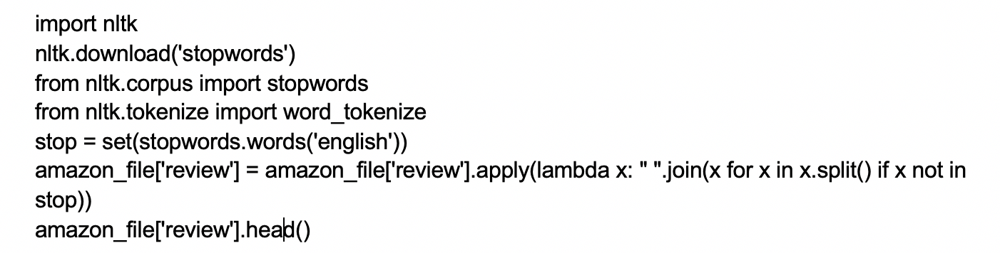 import nltk
nltk.download('stopwords')
from nltk.corpus import stopwords
from nltk.tokenize import word_tokenize
stop = set(stopwords.words('english'))
amazon_file['review'] = amazon_file['review'].apply(lambda x: " ".join(x for x in x.split() if x not in
stop))
amazon_file['review'].head()